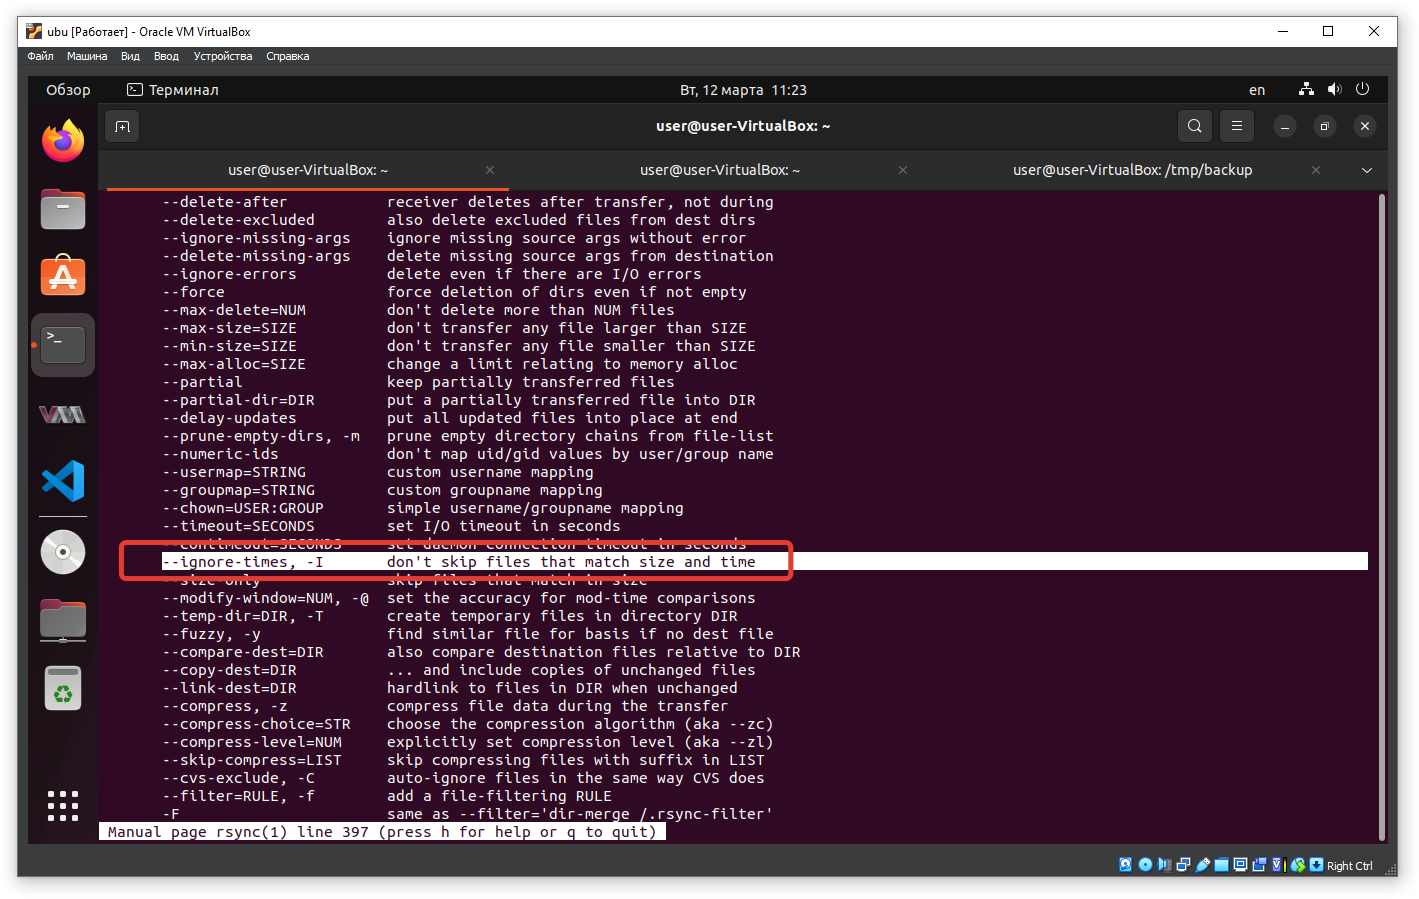 ubu [Работает] - Oracle VM VirtualBox
Файл Машина Вид Ввод Устройства Справка
Обзор Терминал Вт, 12 марта 11:23 en
user@user-VirtualBox: ~
user@user-VirtualBox: ~ user@user-VirtualBox: ~ user@user-VirtualBox: /tmp/backup
--delete-after receiver deletes after transfer, not during
--delete-excluded also delete excluded files from dest dirs
--ignore-missing-args ignore missing source args without error
--delete-missing-args delete missing source args from destination
--ignore-errors delete even if there are I/O errors
--force force deletion of dirs even if not empty
--max-delete=NUM don't delete more than NUM files
--max-size=SIZE don't transfer any file larger than SIZE
--min-size=SIZE don't transfer any file smaller than SIZE
--max-alloc=SIZE change a limit relating to memory alloc
--partial keep partially transferred files
--partial-dir=DIR put a partially transferred file into DIR
--delay-updates put all updated files into place at end
--prune-empty-dirs, -m prune empty directory chains from file-list
--numeric-ids don't map uid/gid values by user/group name
--usermap=STRING custom username mapping
--groupmap=STRING custom groupname mapping
--chown=USER:GROUP simple username/groupname mapping
--timeout=SECONDS set I/O timeout in seconds
--contimeout=SECONDS set daemon connection timeout in seconds
--ignore-times, -I don't skip files that match size and time
--size-only skip files that match in size
--modify-window=NUM, -@ set the accuracy for mod-time comparisons
--temp-dir=DIR, -T create temporary files in directory DIR
--fuzzy, -y find similar file for basis if no dest file
--compare-dest=DIR also compare destination files relative to DIR
--copy-dest=DIR ... and include copies of unchanged files
--link-dest=DIR hardlink to files in DIR when unchanged
--compress, -z compress file data during the transfer
--compress-choice=STR choose the compression algorithm (aka --zc)
--compress-level=NUM explicitly set compression level (aka --zl)
--skip-compress=LIST skip compressing files with suffix in LIST
--cvs-exclude, -C auto-ignore files in the same way CVS does
--filter=RULE, -f add a file-filtering RULE
-F same as --filter='dir-merge /.rsync-filter'
Manual page rsync(1) line 397 (press h for help or q to quit)
Right Ctrl